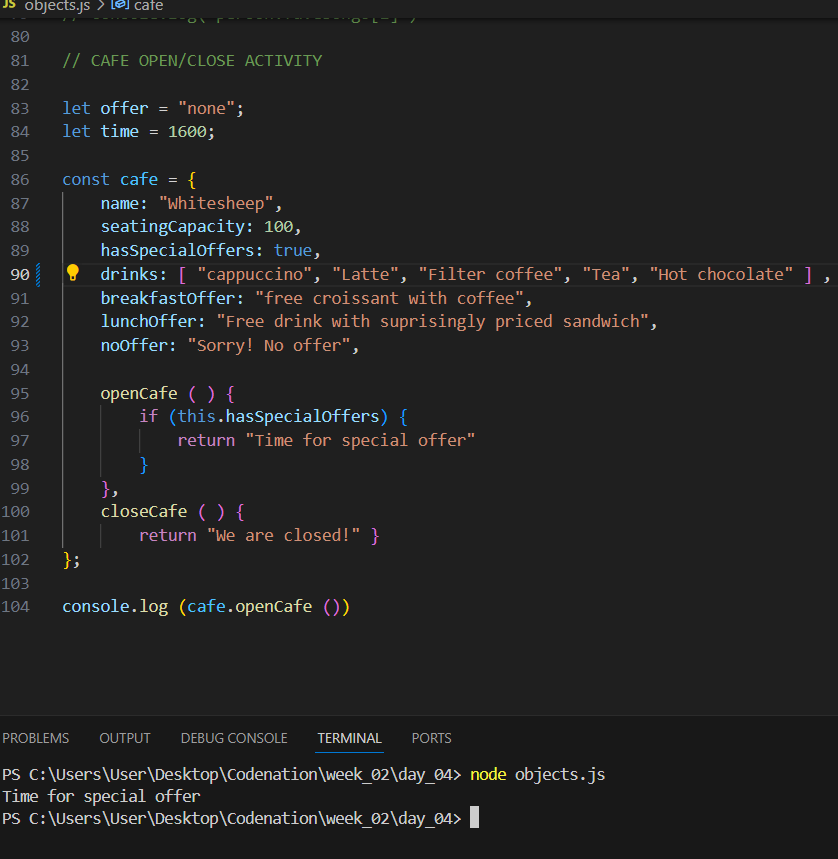 JS objects.js > cafe
80
81 // CAFE OPEN/CLOSE ACTIVITY
82
83 let offer = "none";
84 let time = 1600;
85
86 const cafe = {
87 name: "Whitesheep",
88 seatingCapacity: 100,
89 hasSpecialOffers: true,
90 drinks: [ "cappuccino", "Latte", "Filter coffee", "Tea", "Hot chocolate" ] ,
91 breakfastOffer: "free croissant with coffee",
92 lunchOffer: "Free drink with suprisingly priced sandwich",
93 noOffer: "Sorry! No offer",
94
95 openCafe ( ) {
96 if (this.hasSpecialOffers) {
97 return "Time for special offer"
98 }
99 },
100 closeCafe ( ) {
101 return "We are closed!" }
102 };
103
104 console.log (cafe.openCafe ())
PROBLEMS OUTPUT DEBUG CONSOLE TERMINAL PORTS
PS C:\Users\User\Desktop\Codenation\week_02\day_04> node objects.js
Time for special offer
PS C:\Users\User\Desktop\Codenation\week_02\day_04>